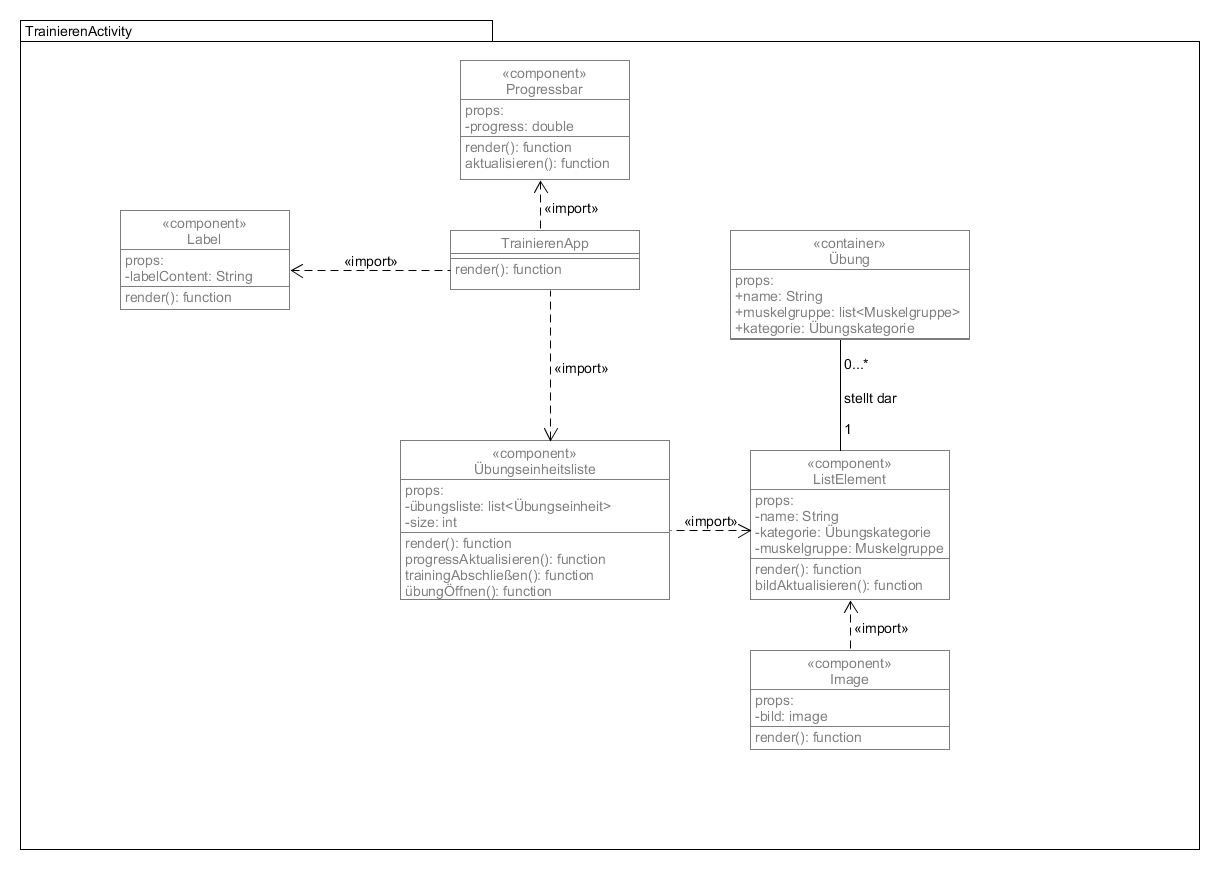 TrainierenActivity
«component»
Progressbar
props:
-progress: double
render(): function
aktualisieren(): function
«import»
«component»
Label
props:
-labelContent: String
render(): function
«import»
TrainierenApp
render(): function
«container»
Übung
props:
+name: String
+muskelgruppe: list<Muskelgruppe>
+kategorie: Übungskategorie
«import»
0...*
stellt dar
1
«component»
Übungseinheitsliste
props:
-übungsliste: list<Übungseinheit>
-size: int
render(): function
progressAktualisieren(): function
trainingAbschließen(): function
übungÖffnen(): function
«import»
«component»
ListElement
props:
-name: String
-kategorie: Übungskategorie
-muskelgruppe: Muskelgruppe
render(): function
bildAktualisieren(): function
«import»
«component»
Image
props:
-bild: image
render(): function